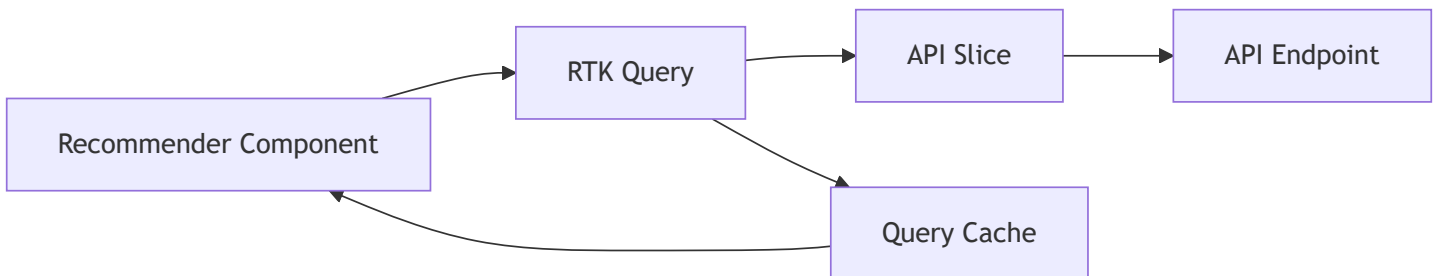 Recommender Component
RTK Query
API Slice
API Endpoint
Query Cache